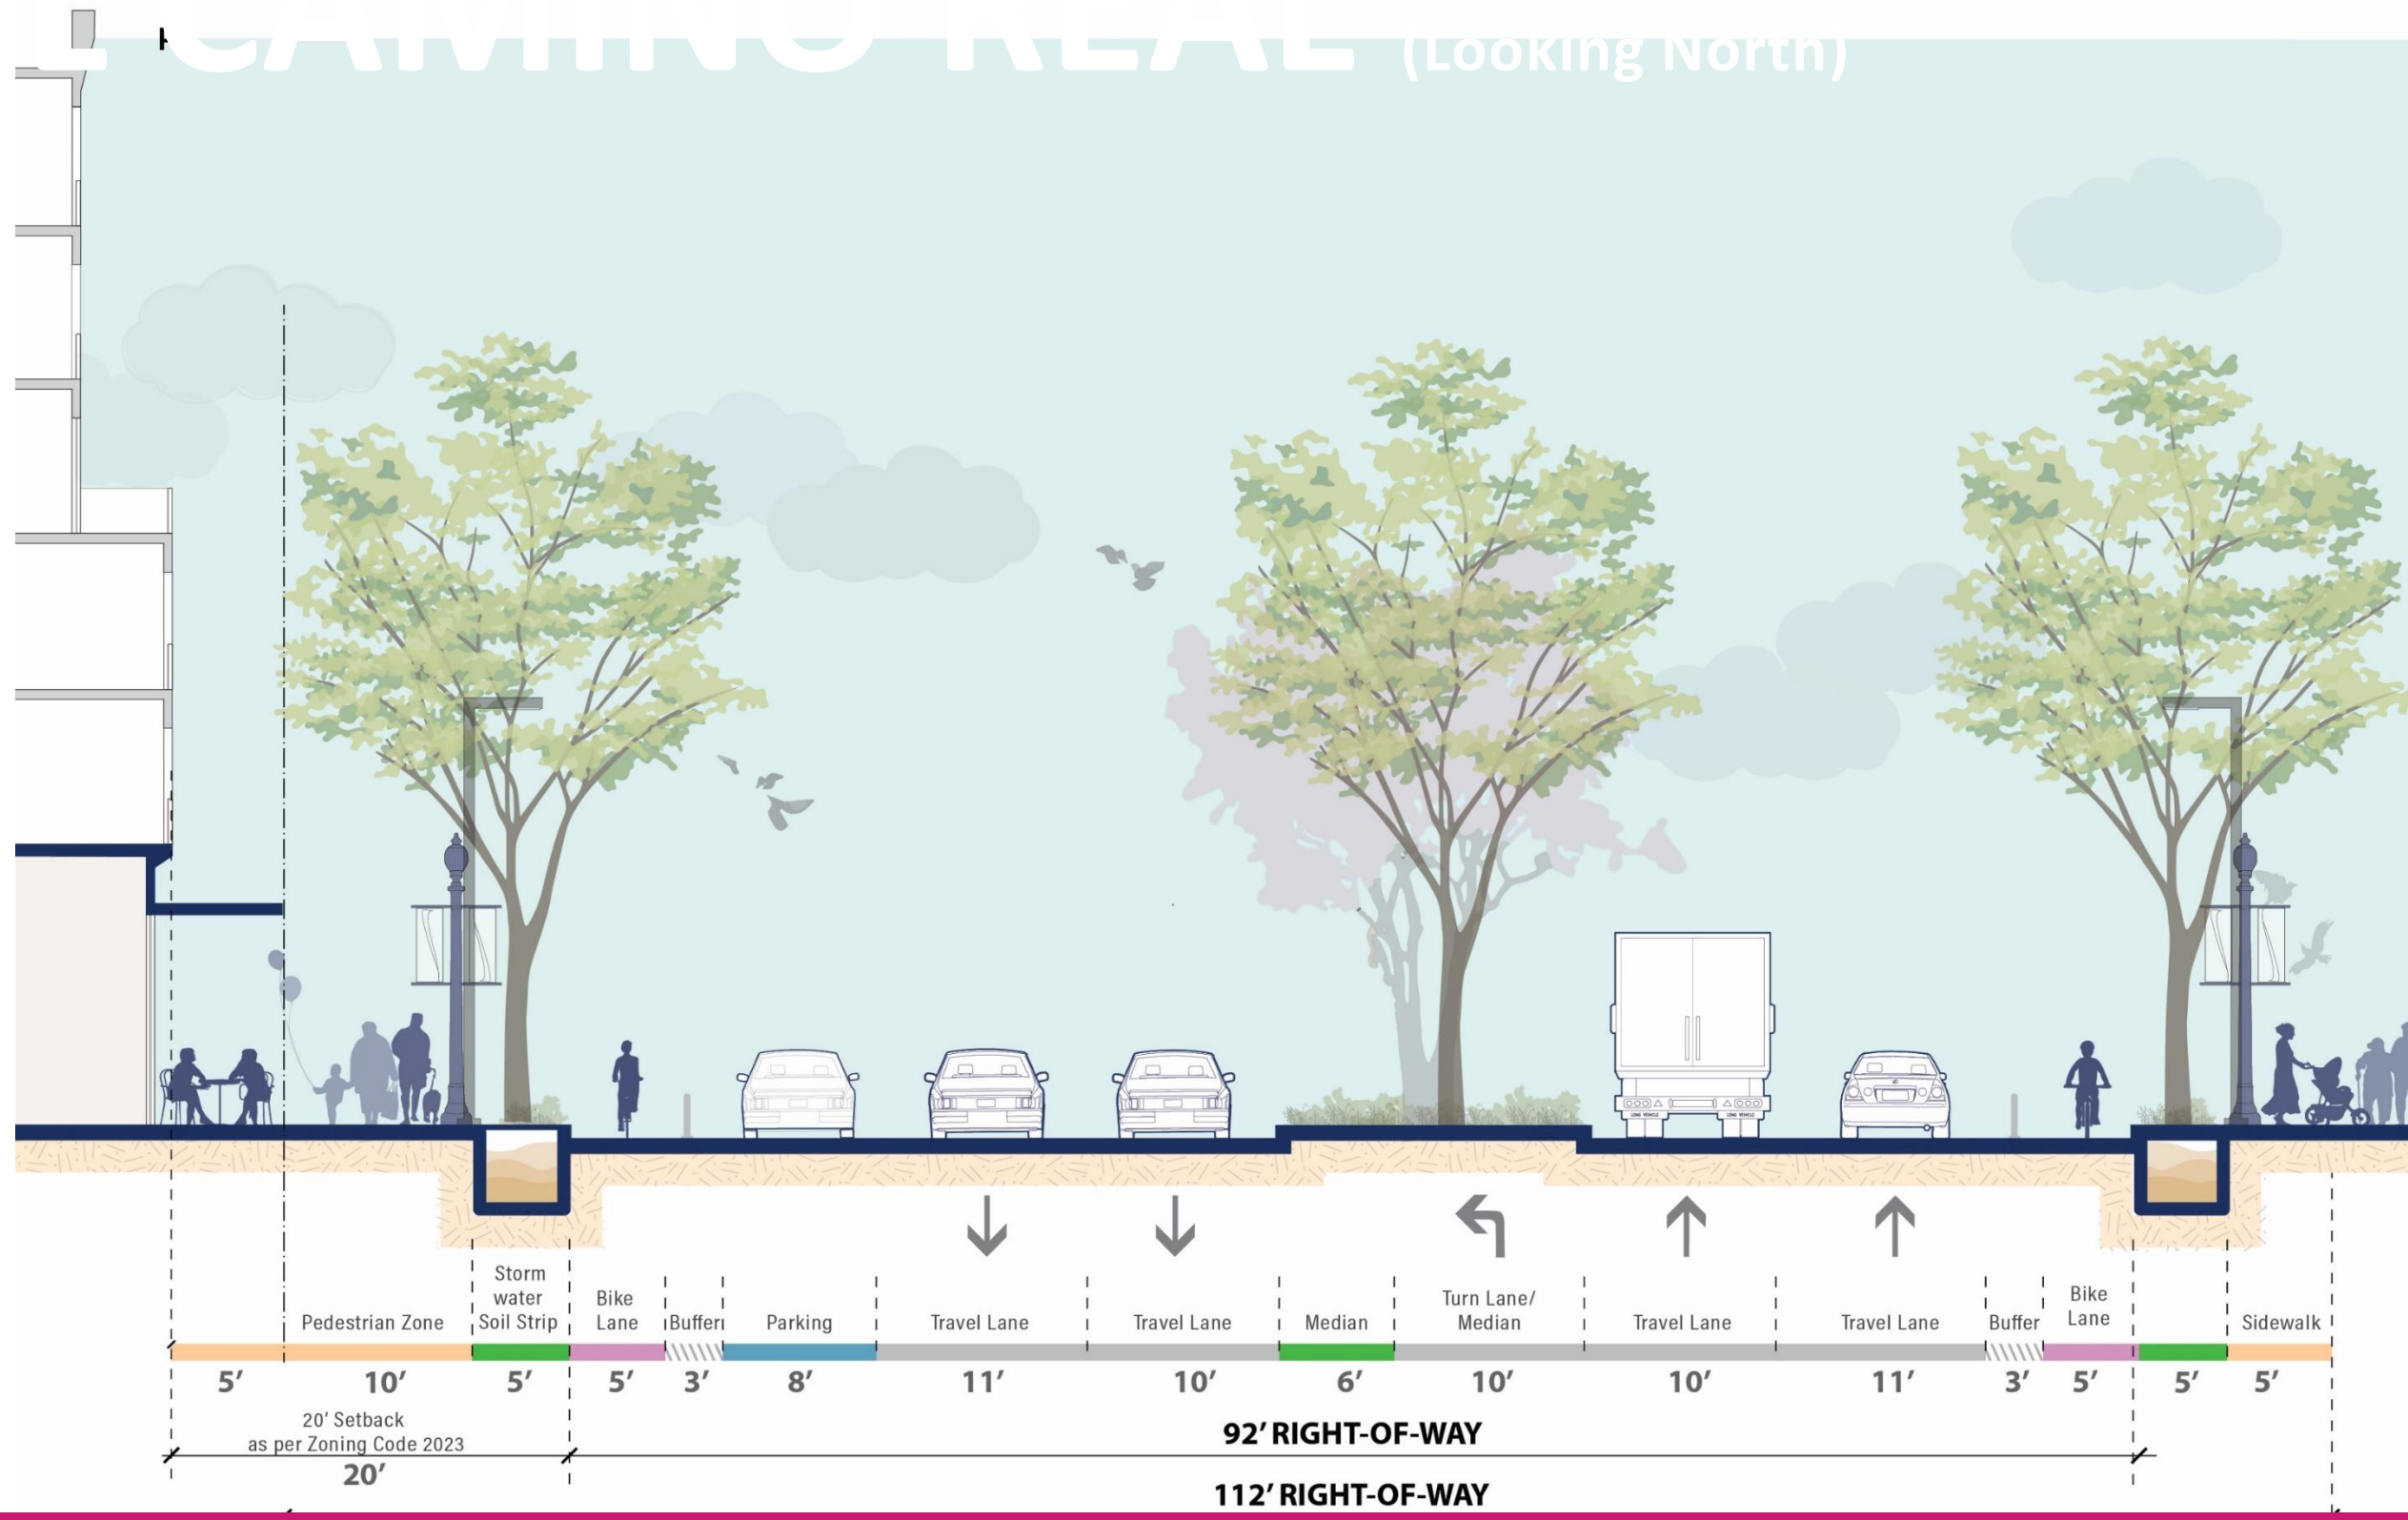 CAMINO REAL (Looking North)
Storm
water
Soil Strip
Pedestrian Zone
Bike
Lane
Buffer
Parking
Travel Lane
Travel Lane
Median
Turn Lane/
Median
Travel Lane
Travel Lane
Buffer
Bike
Lane
Sidewalk
5’ 10’ 5’ 5’ 3’ 8’ 11’ 10’ 6’ 10’ 10’ 11’ 3’ 5’ 5’ 5’
20’ Setback
as per Zoning Code 2023
20’
92’ RIGHT-OF-WAY
112’ RIGHT-OF-WAY